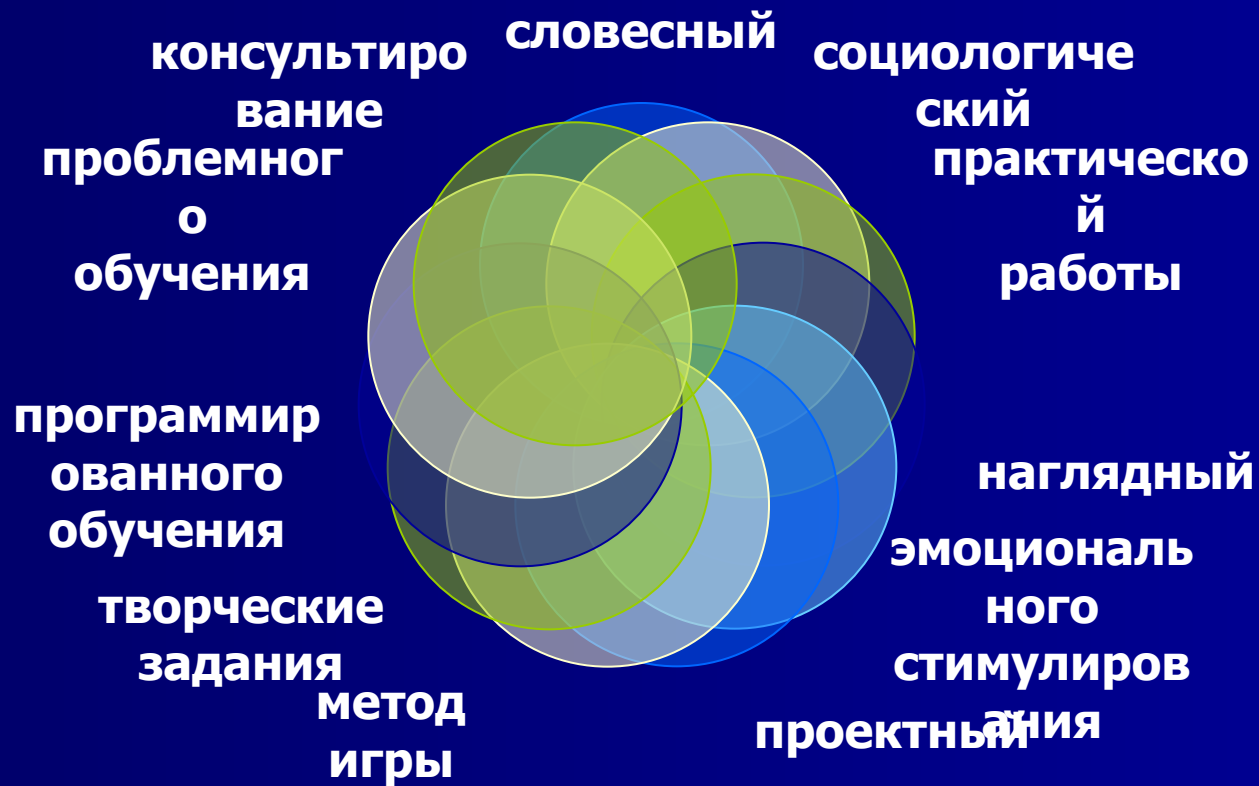 словесный
социологиче
ский
практическо
й
работы
наглядный
эмоциональ
ного
стимулиров
ания
проектный
метод
игры
творческие
задания
программир
ованного
обучения
проблемног
о
обучения
консультиро
вание